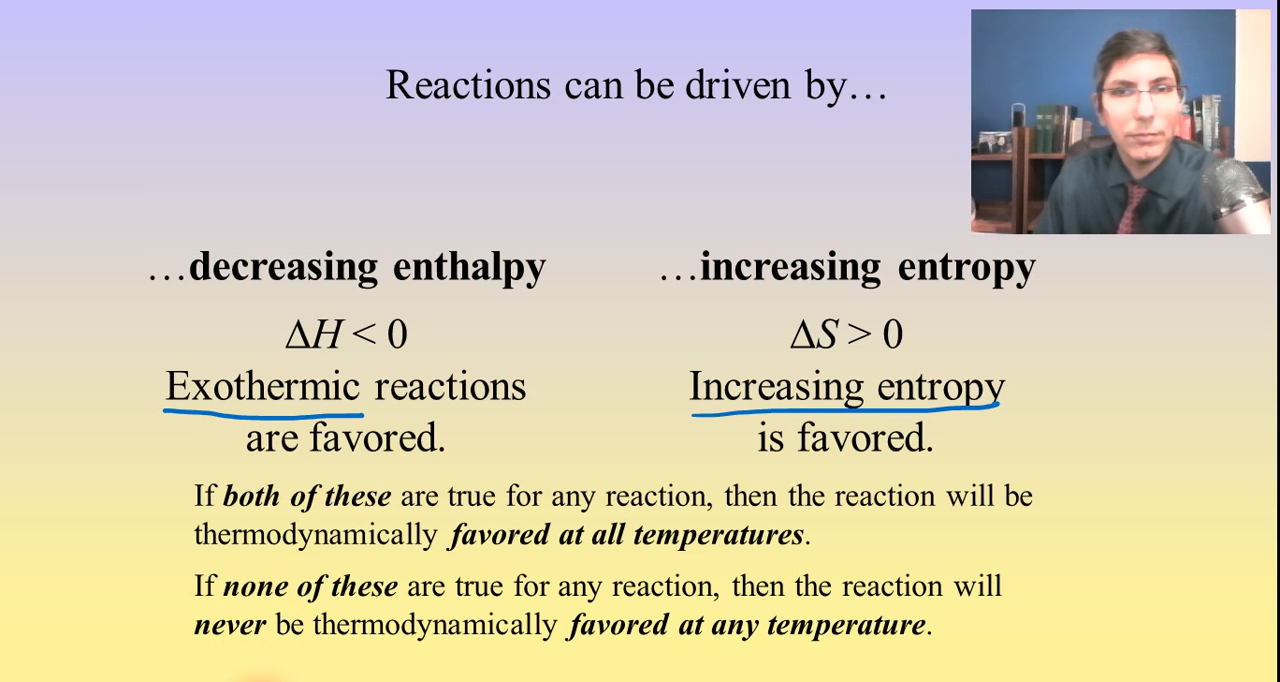 Reactions can be driven by…
…decreasing enthalpy
ΔH < 0
Exothermic reactions
are favored.
…increasing entropy
ΔS > 0
Increasing entropy
is favored.
If both of these are true for any reaction, then the reaction will be
thermodynamically favored at all temperatures.
If none of these are true for any reaction, then the reaction will
never be thermodynamically favored at any temperature.